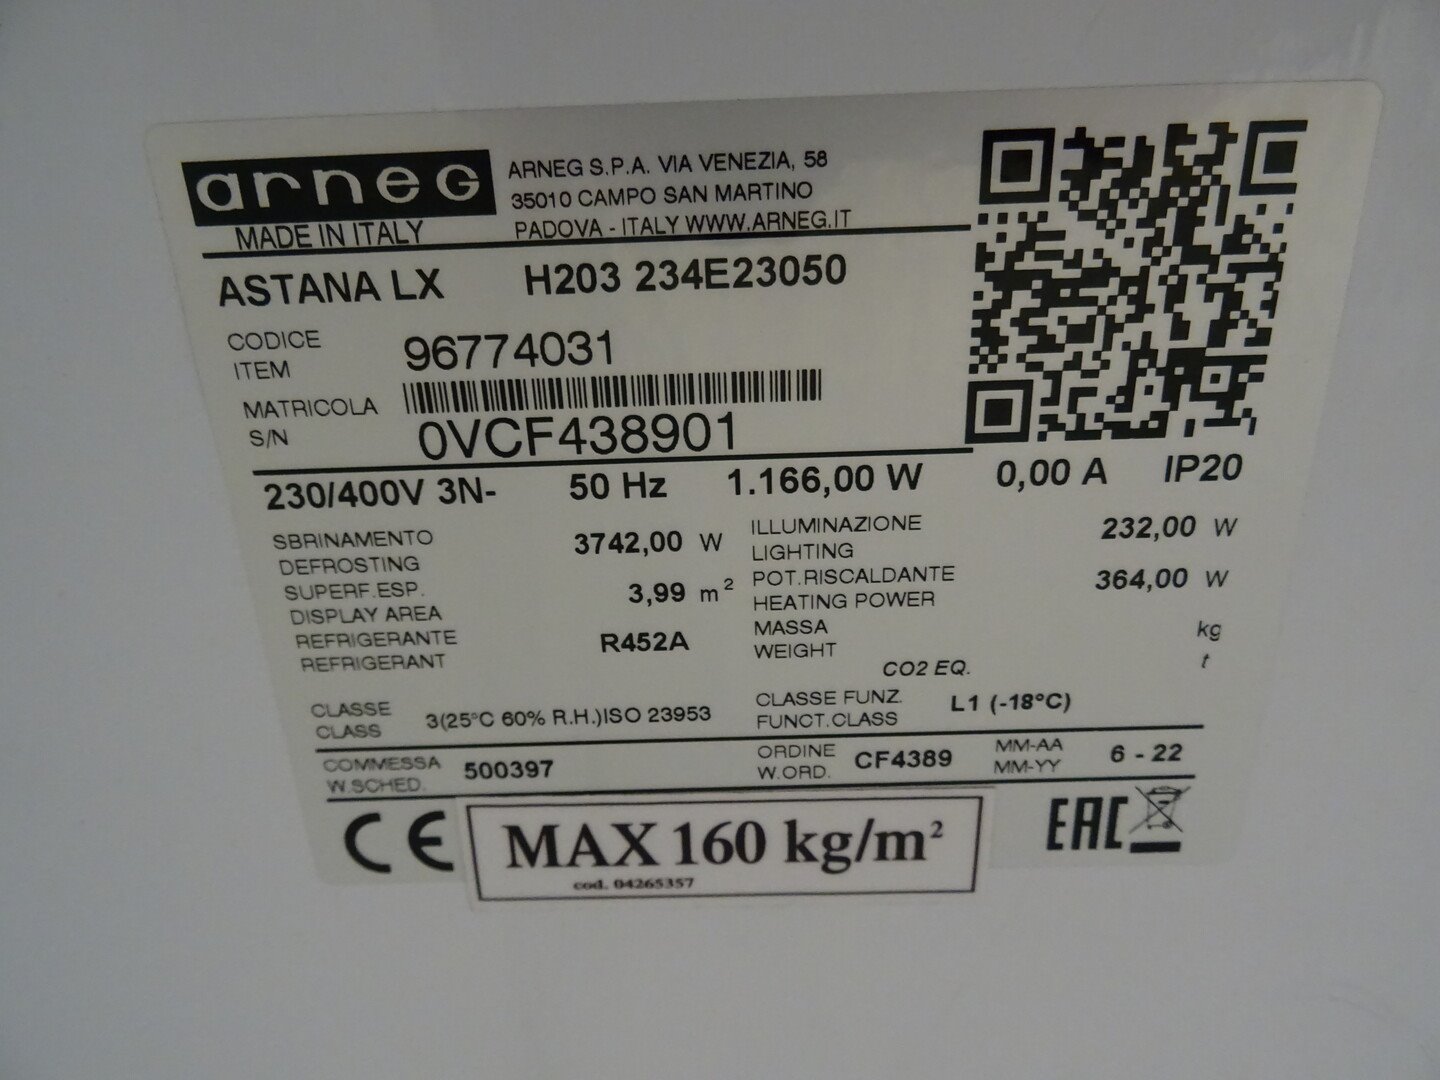 arneg
MADE IN ITALY
ARNEG S.P.A. VIA VENEZIA, 58
35010 CAMPO SAN MARTINO
PADOVA - ITALY WWW.ARNEG.IT
ASTANA LX H203 234E23050
CODICE
ITEM 96774031
MATRICOLA
S/N 0VCF438901
230/400V 3N- 50 Hz 1.166,00 W 0,00 A IP20
SBRINAMENTO
DEFROSTING 3742,00 W
ILLUMINAZIONE
LIGHTING 232,00 W
SUPERF.ESP.
DISPLAY AREA 3,99 m²
POT.RISCALDANTE
HEATING POWER 364,00 W
REFRIGERANTE
REFRIGERANT R452A
MASSA
WEIGHT kg
CO2 EQ. t
CLASSE
CLASS 3(25°C 60% R.H.)ISO 23953
CLASSE FUNZ.
FUNCT.CLASS L1 (-18°C)
COMMESSA
W.SCHED. 500397
ORDINE
W.ORD. CF4389
MM-AA
MM-YY 6 - 22
CE
MAX 160 kg/m²
cod. 04265357
EAC